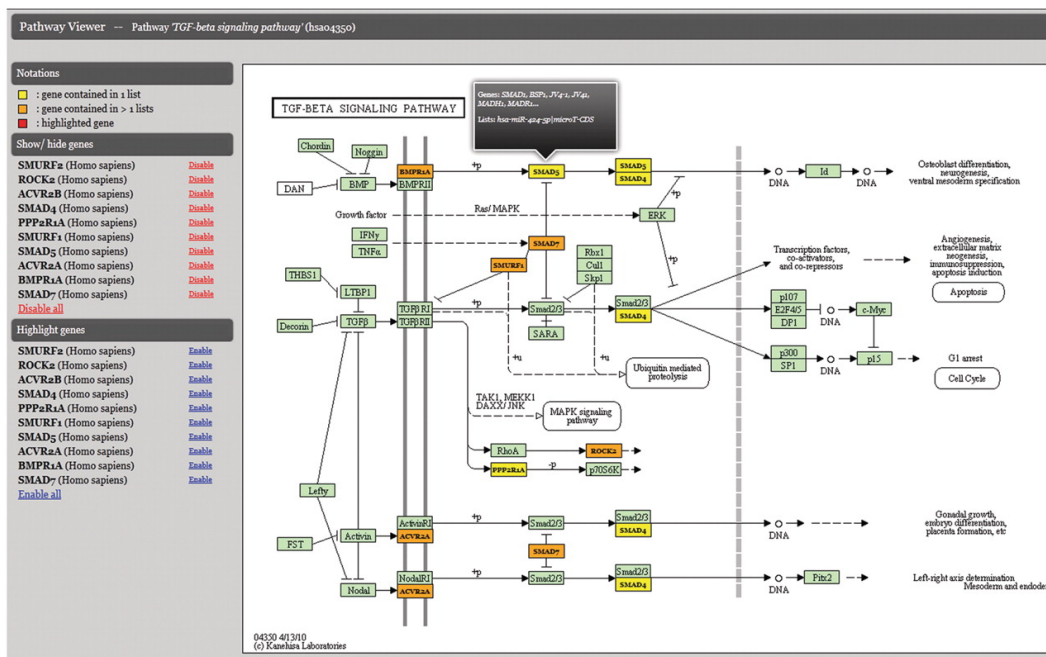 Pathway Viewer -- Pathway 'TGF-beta signaling pathway' (hsa04350)
Notations
: gene contained in 1 list
: gene contained in > 1 lists
: highlighted gene
Show/ hide genes
SMURF2 (Homo sapiens) Disable
ROCK2 (Homo sapiens) Disable
ACVR2B (Homo sapiens) Disable
SMAD4 (Homo sapiens) Disable
PPP2R1A (Homo sapiens) Disable
SMURF1 (Homo sapiens) Disable
SMAD5 (Homo sapiens) Disable
ACVR2A (Homo sapiens) Disable
BMPR1A (Homo sapiens) Disable
SMAD7 (Homo sapiens) Disable
Disable all
Highlight genes
SMURF2 (Homo sapiens) Enable
ROCK2 (Homo sapiens) Enable
ACVR2B (Homo sapiens) Enable
SMAD4 (Homo sapiens) Enable
PPP2R1A (Homo sapiens) Enable
SMURF1 (Homo sapiens) Enable
SMAD5 (Homo sapiens) Enable
ACVR2A (Homo sapiens) Enable
BMPR1A (Homo sapiens) Enable
SMAD7 (Homo sapiens) Enable
Enable all
TGF-BETA SIGNALING PATHWAY
Genes: SMAD1, BSP1, JV4-1, JV41,
MADH1, MADR1...
Lists: hsa-miR-424-5p|microT-CDS
Chordin
Noggin
DAN
BMP
BMPR1A
BMPRII
+p
SMAD5
SMAD5
SMAD4
DNA
Id
DNA
Osteoblast differentiation,
neurogenesis,
ventral mesoderm specification
+p
Growth factor
Ras/ MAPK
ERK
IFNγ
TNFα
SMAD7
SMURF1
Rbx1
Cul1
Skp1
+p
Transcription factors,
co-activators,
and co-repressors
Angiogenesis,
extracellular matrix
neogenesis,
immunosuppression,
apoptosis induction
Apoptosis
THBS1
LTBP1
Decorin
TGFβ
TGFβRI
TGFβRII
+p
Smad2/3
SARA
Smad2/3
SMAD4
p107
E2F4/5
DP1
DNA
c-Myc
p300
SP1
DNA
p15
G1 arrest
Cell Cycle
+u
+u
Ubiquitin mediated
proteolysis
TAK1, MEKK1
DAXX/ JNK
MAPK signaling
pathway
RhoA
ROCK2
PPP2R1A
-p
p70S6K
Lefty
FST
Activin
ActivinRI
ACVR2A
+p
Smad2/3
Smad2/3
SMAD4
DNA
Gonadal growth,
embryo differentiation,
placenta formation, etc
SMAD7
Nodal
NodalRI
ACVR2A
+p
Smad2/3
Smad2/3
SMAD4
DNA
Pitx2
Left-right axis determination
Mesoderm and endode
04350 4/13/10
(c) Kanehisa Laboratories